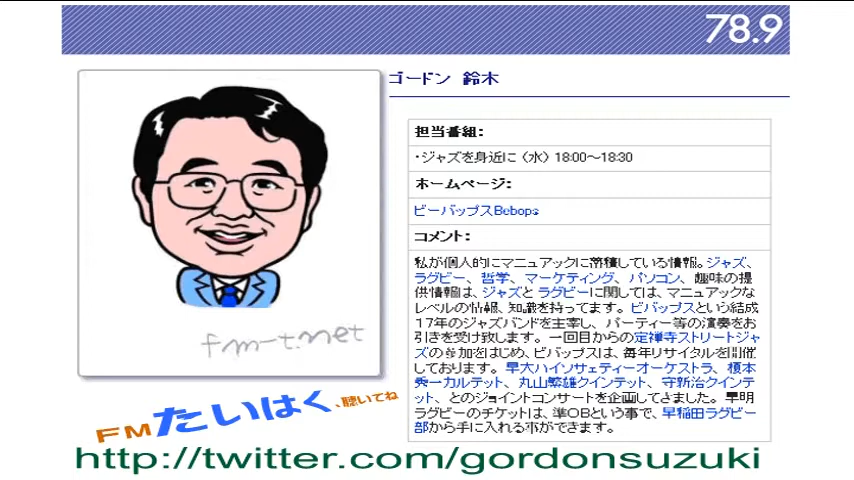 78.9
ゴードン 鈴木
担当番組:
・ジャズを身近に（水）18:00～18:30
ホームページ:
ビーバップスBebops
コメント:
私が個人的にマニュアックに蓄積している情報。ジャズ、
ラグビー、哲学、マーケティング、パソコン、趣味の提
供情報は、ジャズとラグビーに関しては、マニュアックな
レベルの情報、知識を持ってます。ビバップスという結成
17年のジャズバンドを主宰し、パーティー等の演奏をお
引きを受け致します。一回目からの定禅寺ストリートジャ
ズの参加をはじめ、ビバップスは、毎年リサイタルを開催
しております。早大ハイソサェティーオーケストラ、榎本
秀一カルテット、丸山繁雄クインテット、守新治クインテ
ット、とのジョイントコンサートを企画してきました。早明
ラグビーのチケットは、準OBという事で、早稲田ラグビー
部から手に入れる事ができます。
fm-t.net
FMたいはく、聴いてね
http://twitter.com/gordonsuzuki